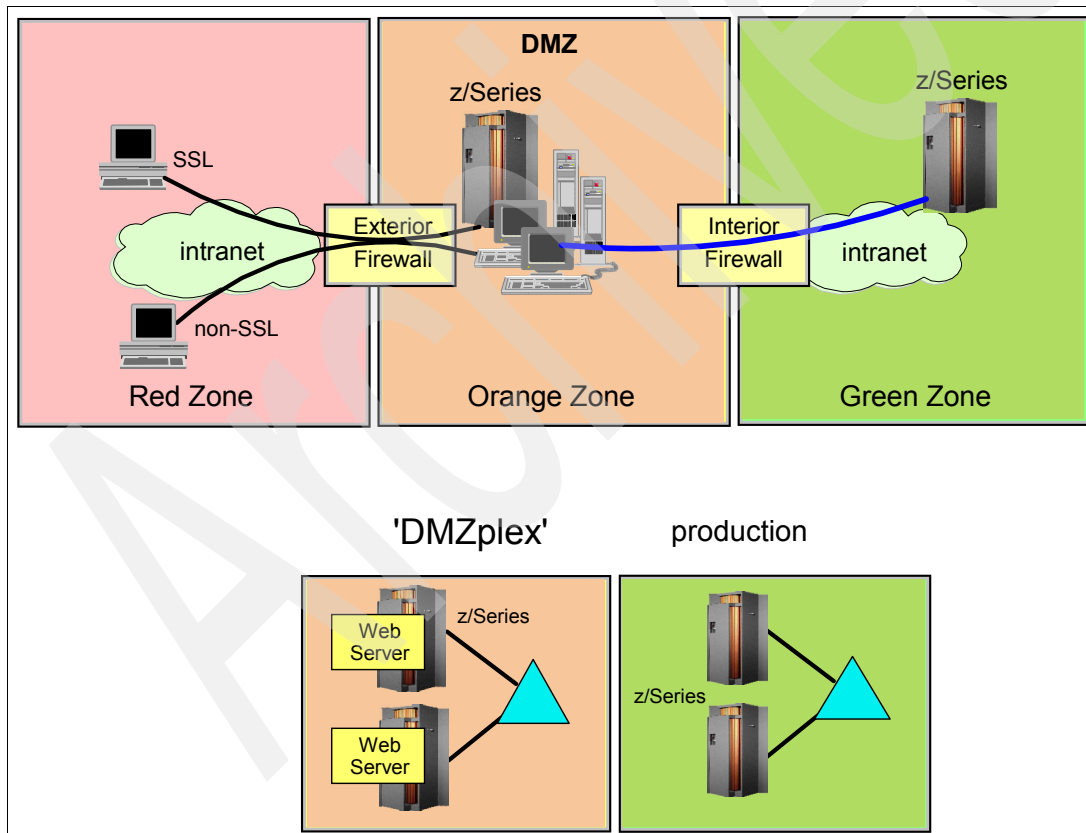 DMZ
z/Series
z/Series
SSL
Exterior
Firewall
Interior
Firewall
intranet
intranet
non-SSL
Red Zone
Orange Zone
Green Zone
'DMZplex'
production
Web
Server
z/Series
z/Series
Web
Server